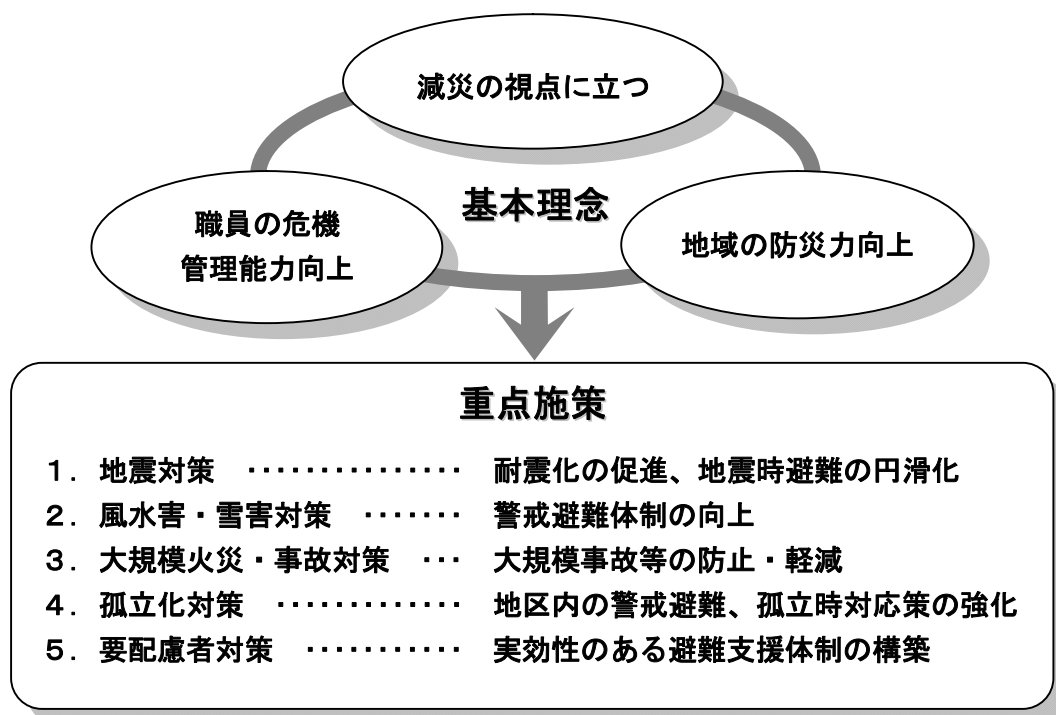 減災の視点に立つ
基本理念
職員の危機
管理能力向上
地域の防災力向上
重点施策
1．地震対策 ・・・・・・・・・・・・・・・ 耐震化の促進、地震時避難の円滑化
2．風水害・雪害対策 ・・・・・・・ 警戒避難体制の向上
3．大規模火災・事故対策 ・・・ 大規模事故等の防止・軽減
4．孤立化対策 ・・・・・・・・・・・・・ 地区内の警戒避難、孤立時対応策の強化
5．要配慮者対策 ・・・・・・・・・・・ 実効性のある避難支援体制の構築